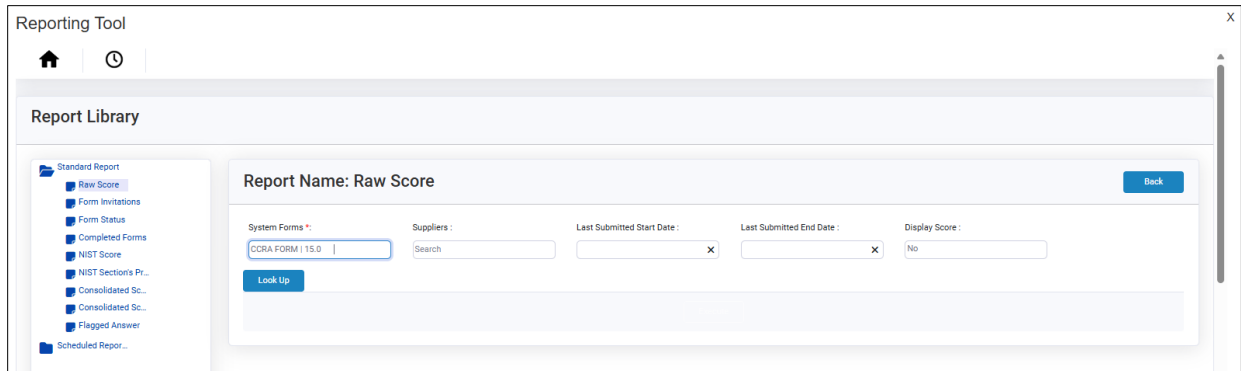 Reporting Tool
X
Report Library
Standard Report
Raw Score
Form Invitations
Form Status
Completed Forms
NIST Score
NIST Section's Pr...
Consolidated Sc...
Consolidated Sc...
Flagged Answer
Scheduled Repor...
Report Name: Raw Score
Back
System Forms *:
Suppliers :
Last Submitted Start Date :
Last Submitted End Date :
Display Score :
CCRA FORM | 15.0
Search
No
Look Up